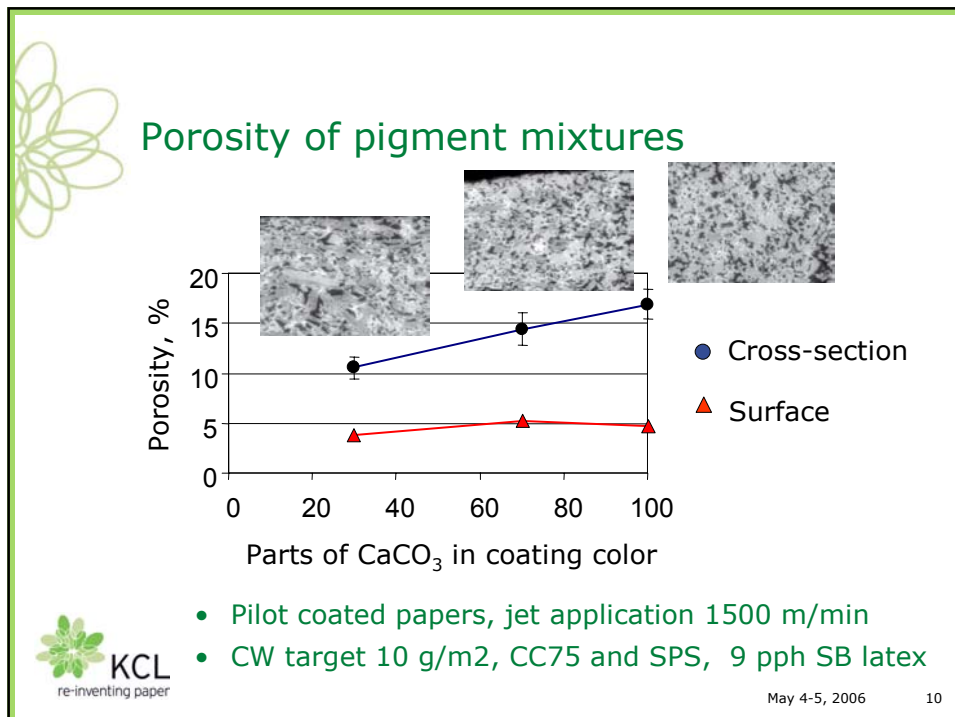 Porosity of pigment mixtures
20
15
10
5
0
Porosity, %
0 20 40 60 80 100
Parts of CaCO₃ in coating color
Cross-section
Surface
• Pilot coated papers, jet application 1500 m/min
• CW target 10 g/m2, CC75 and SPS, 9 pph SB latex
KCL
re-inventing paper
May 4-5, 2006 10